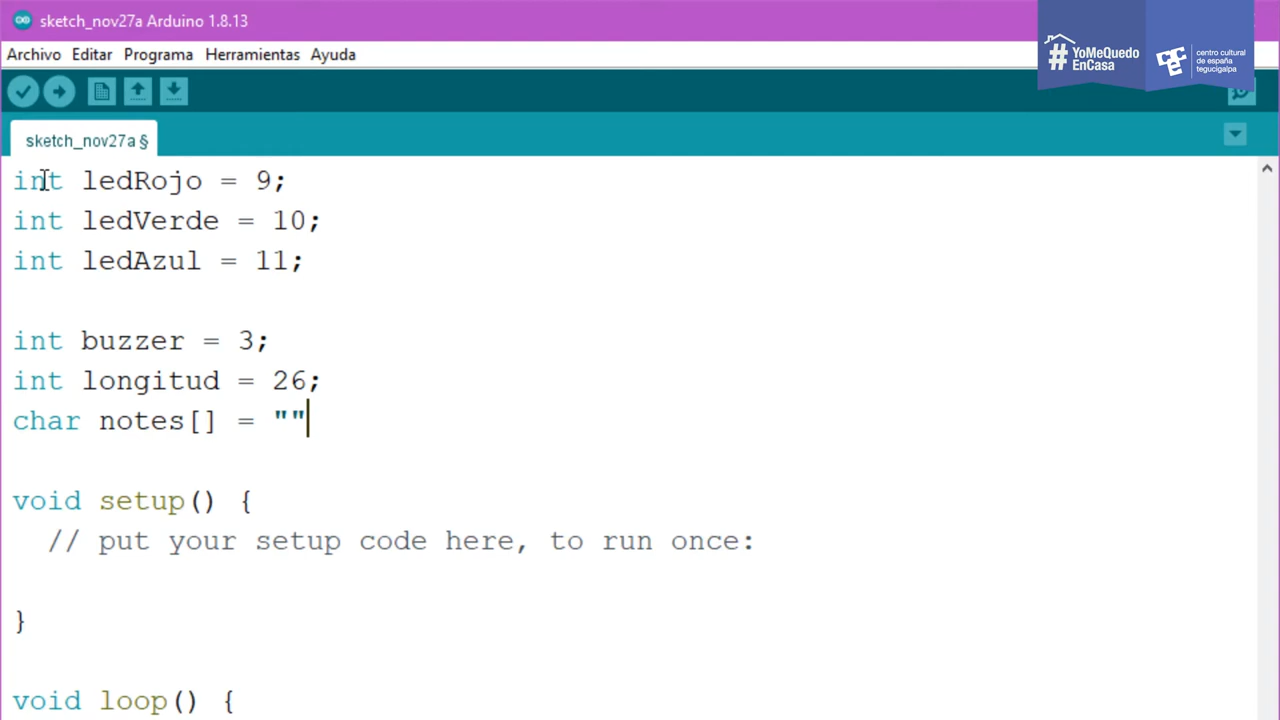 sketch_nov27a Arduino 1.8.13
Archivo Editar Programa Herramientas Ayuda
#YoMeQuedo
EnCasa
centro cultural
de españa
tegucigalpa
sketch_nov27a §
int ledRojo = 9;
int ledVerde = 10;
int ledAzul = 11;
int buzzer = 3;
int longitud = 26;
char notes[] = ""
void setup() {
// put your setup code here, to run once:
}
void loop() {